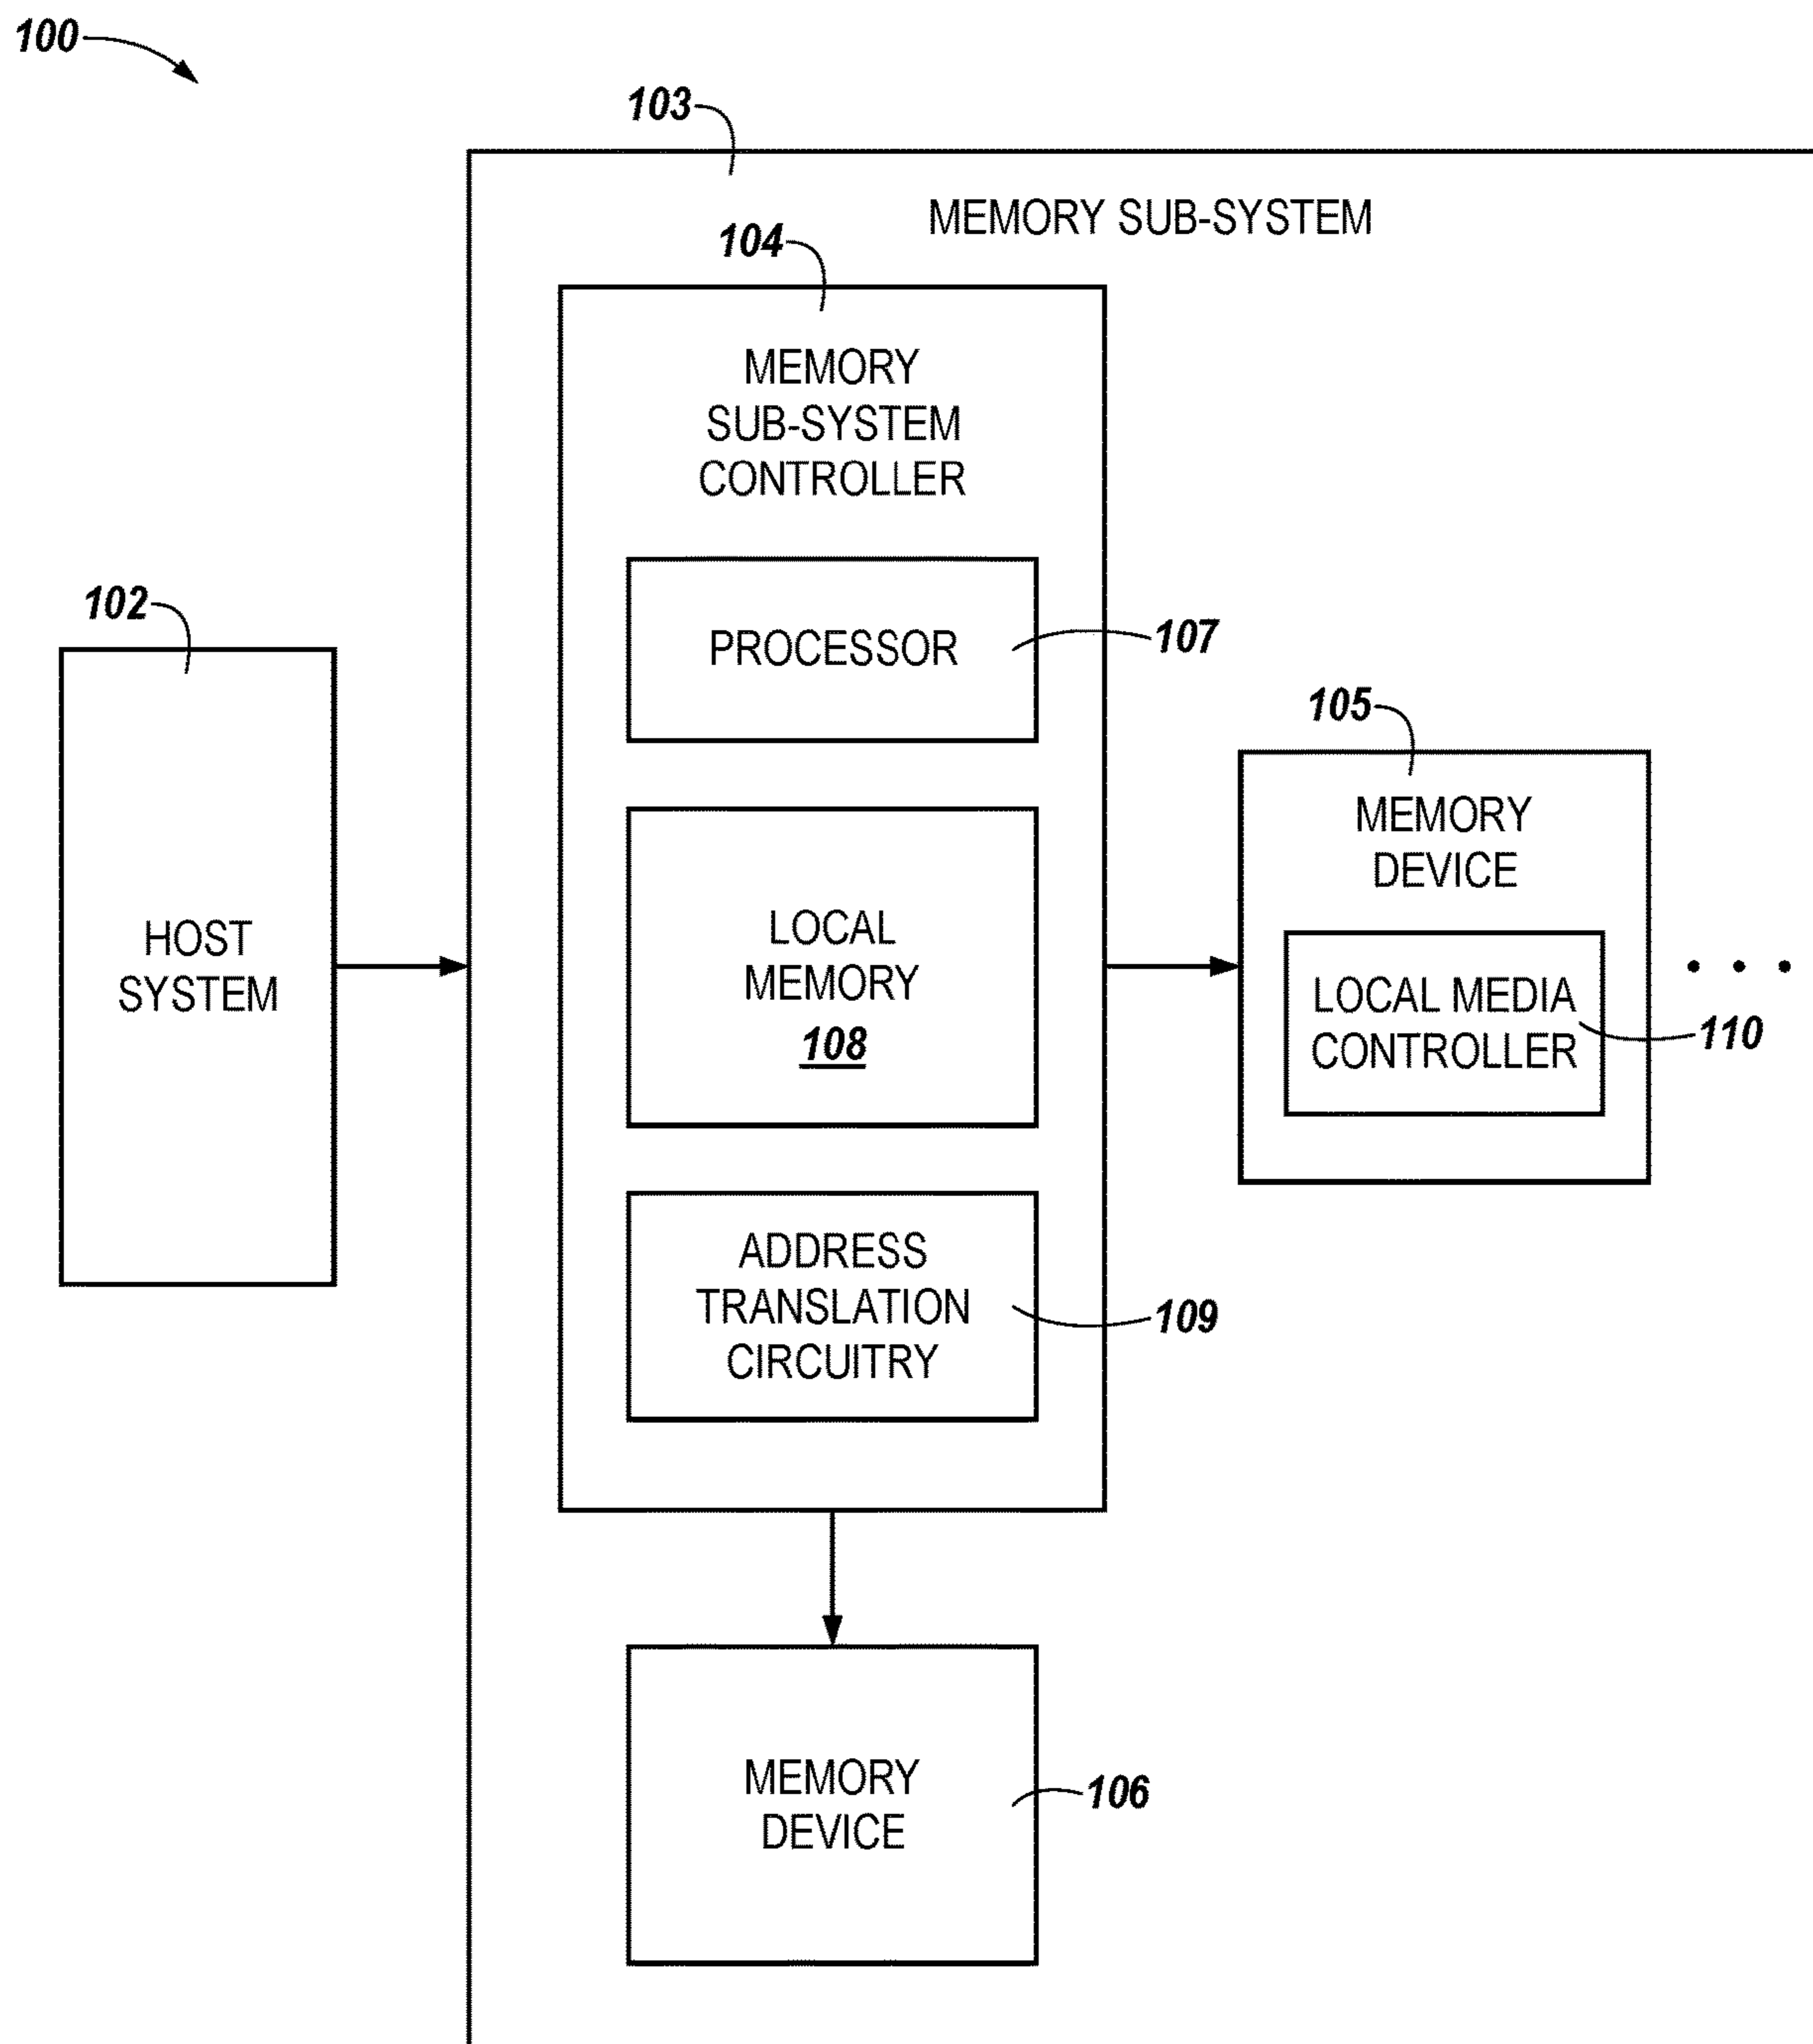 100
103
MEMORY SUB-SYSTEM
104
MEMORY
SUB-SYSTEM
CONTROLLER
PROCESSOR
107
102
HOST
SYSTEM
LOCAL
MEMORY
108
105
MEMORY
DEVICE
LOCAL MEDIA
CONTROLLER
110
ADDRESS
TRANSLATION
CIRCUITRY
109
MEMORY
DEVICE
106